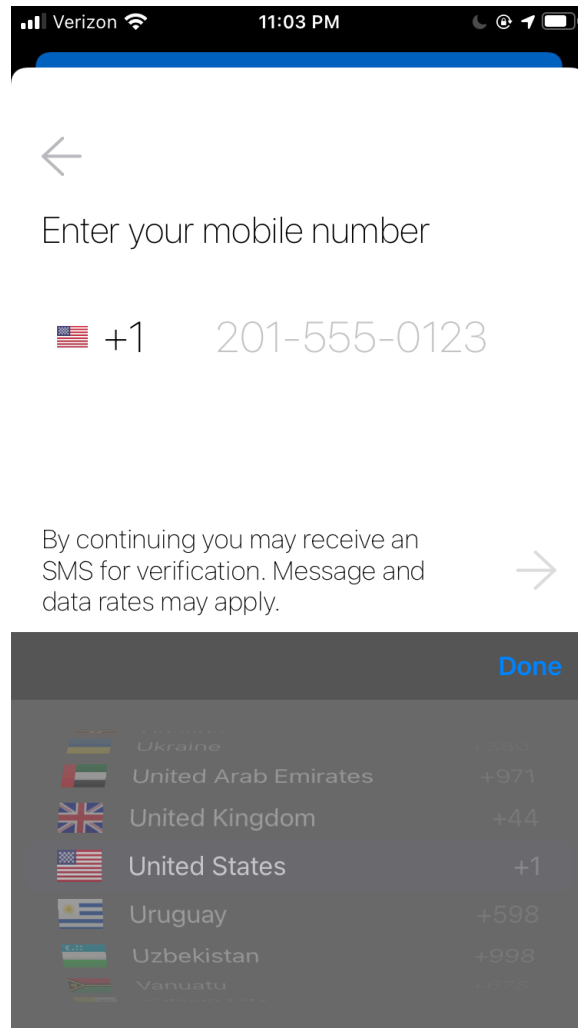 Verizon 11:03 PM
Enter your mobile number
+1 201-555-0123
By continuing you may receive an
SMS for verification. Message and
data rates may apply.
Done
Ukraine +380
United Arab Emirates +971
United Kingdom +44
United States +1
Uruguay +598
Uzbekistan +998
Vanuatu +678